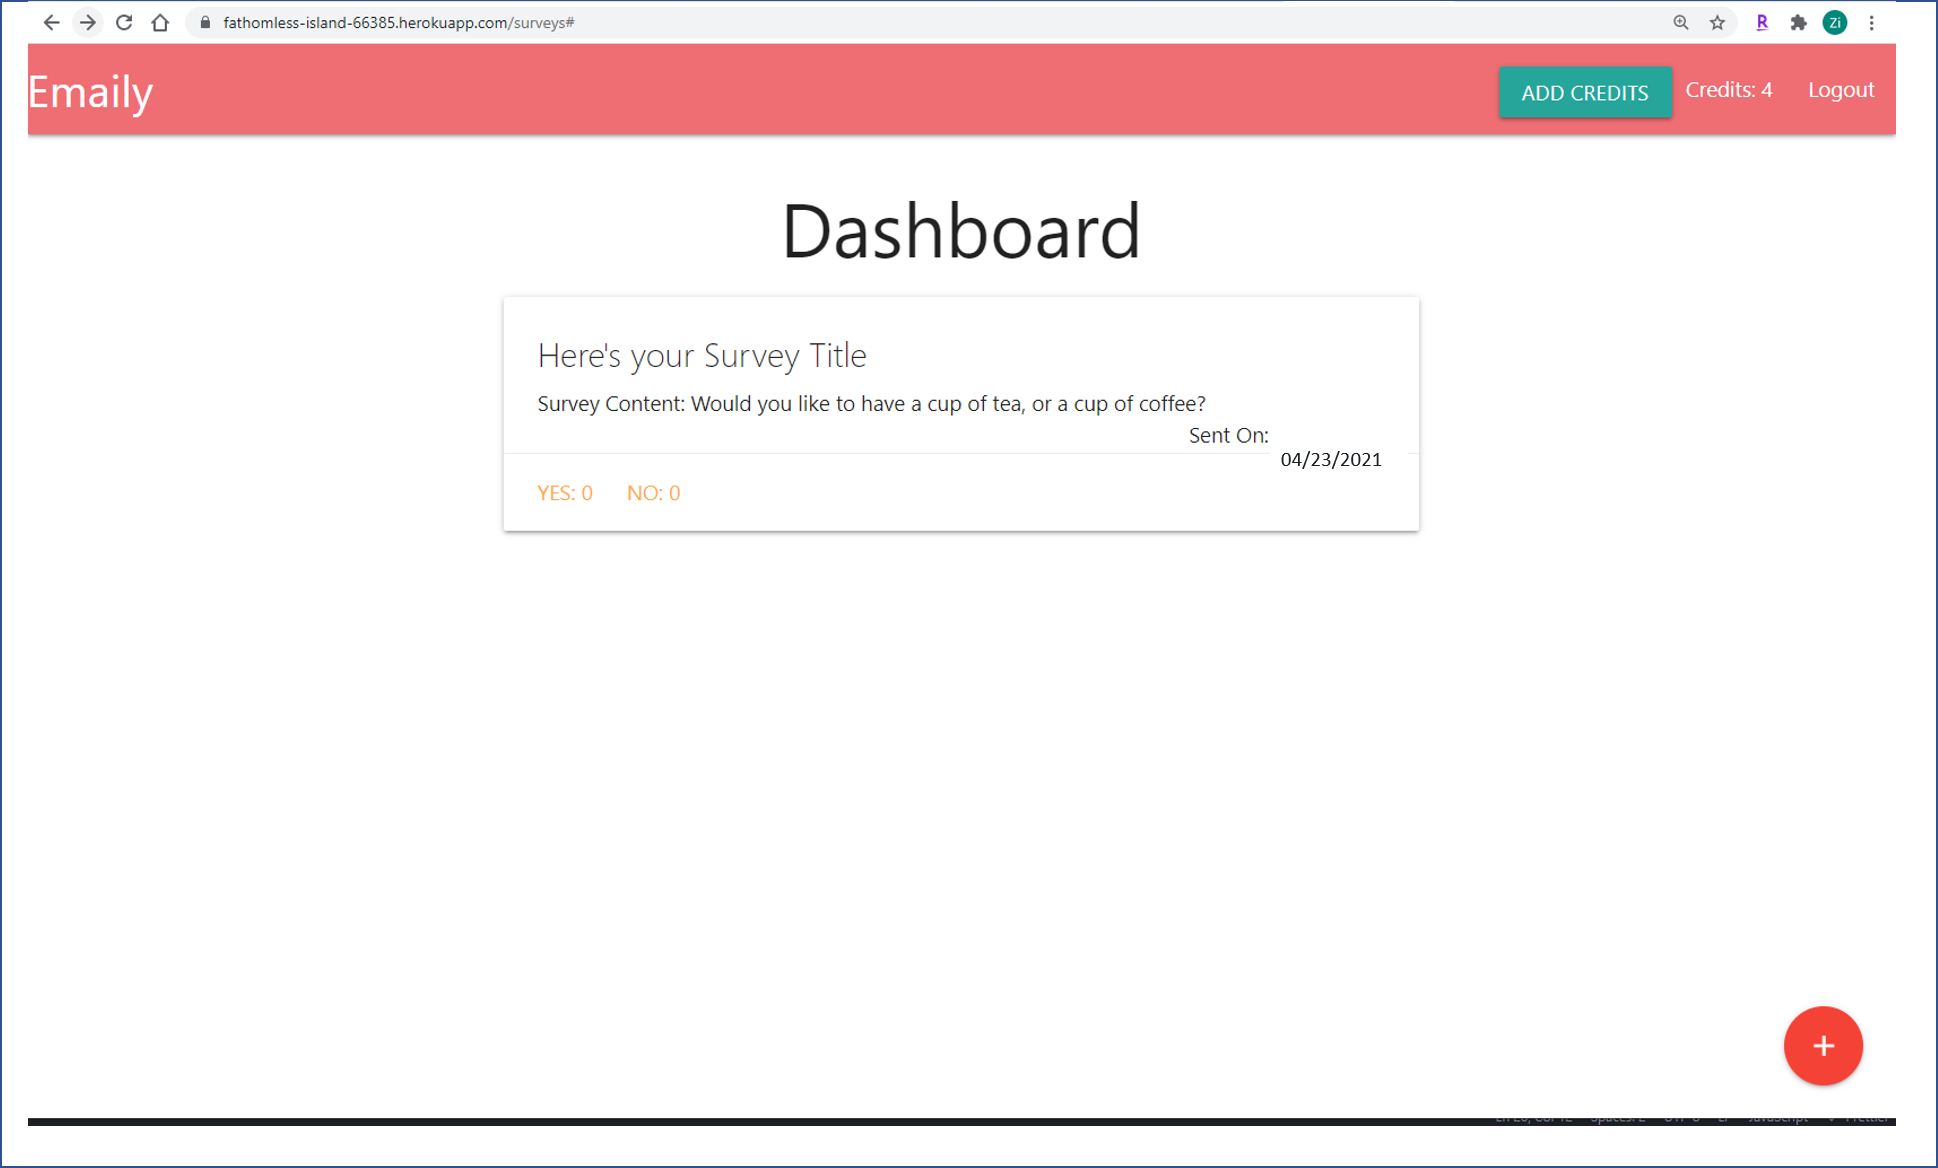 fathomless-island-66385.herokuapp.com/surveys#
R
Zi
Emaily
ADD CREDITS
Credits: 4
Logout
Dashboard
Here's your Survey Title
Survey Content: Would you like to have a cup of tea, or a cup of coffee?
Sent On:
04/23/2021
YES: 0 NO: 0
+